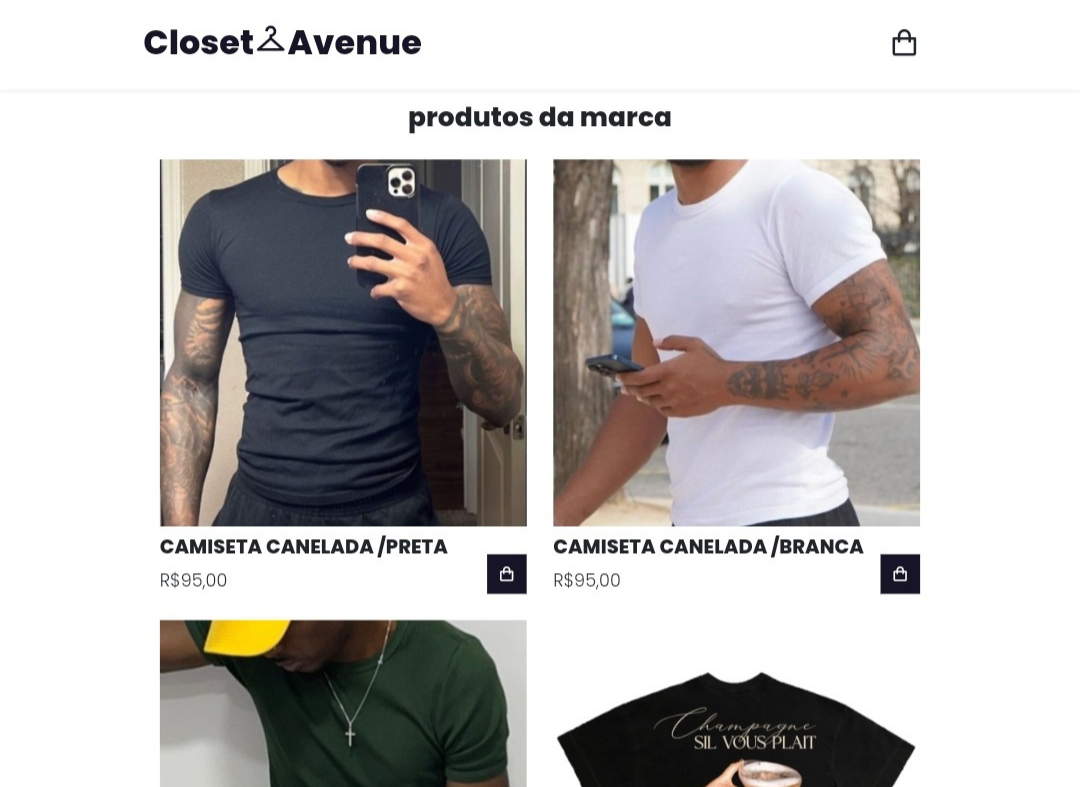 Closet Avenue
produtos da marca
CAMISETA CANELADA /PRETA
R$95,00
CAMISETA CANELADA /BRANCA
R$95,00
Champagne
SIL VOUS PLAIT